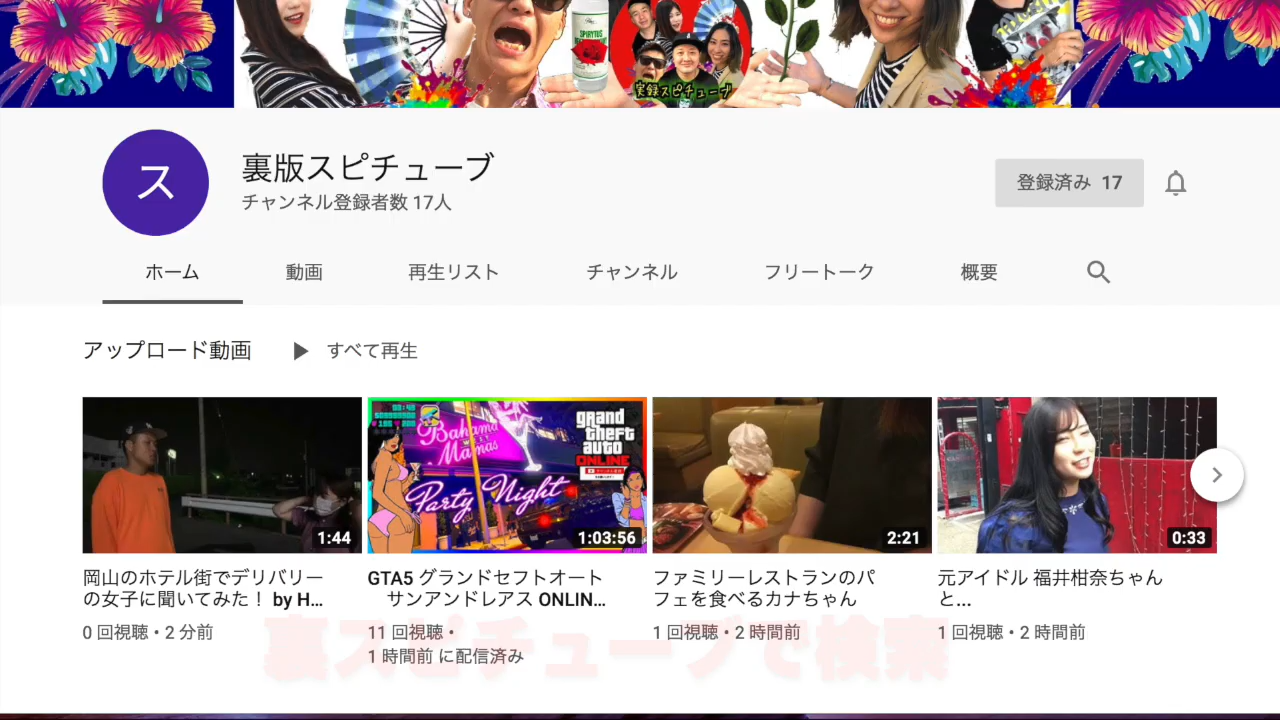 SPIRYTUS
実録スピチューブ
ス
裏版スピチューブ
チャンネル登録者数 17人
登録済み 17
ホーム
動画
再生リスト
チャンネル
フリートーク
概要
アップロード動画
すべて再生
1:44
Bahama
Mamas
Party Night
grand
theft
auto
ONLINE
1:03:56
2:21
0:33
岡山のホテル街でデリバリー
の女子に聞いてみた！ by H...
0 回視聴・2 分前
GTA5 グランドセフトオート
サンアンドレアス ONLIN...
11 回視聴・
1 時間前 に配信済み
ファミリーレストランのパ
フェを食べるカナちゃん
1 回視聴・2 時間前
元アイドル 福井柑奈ちゃん
と...
1 回視聴・2 時間前
裏スピチューブで検索